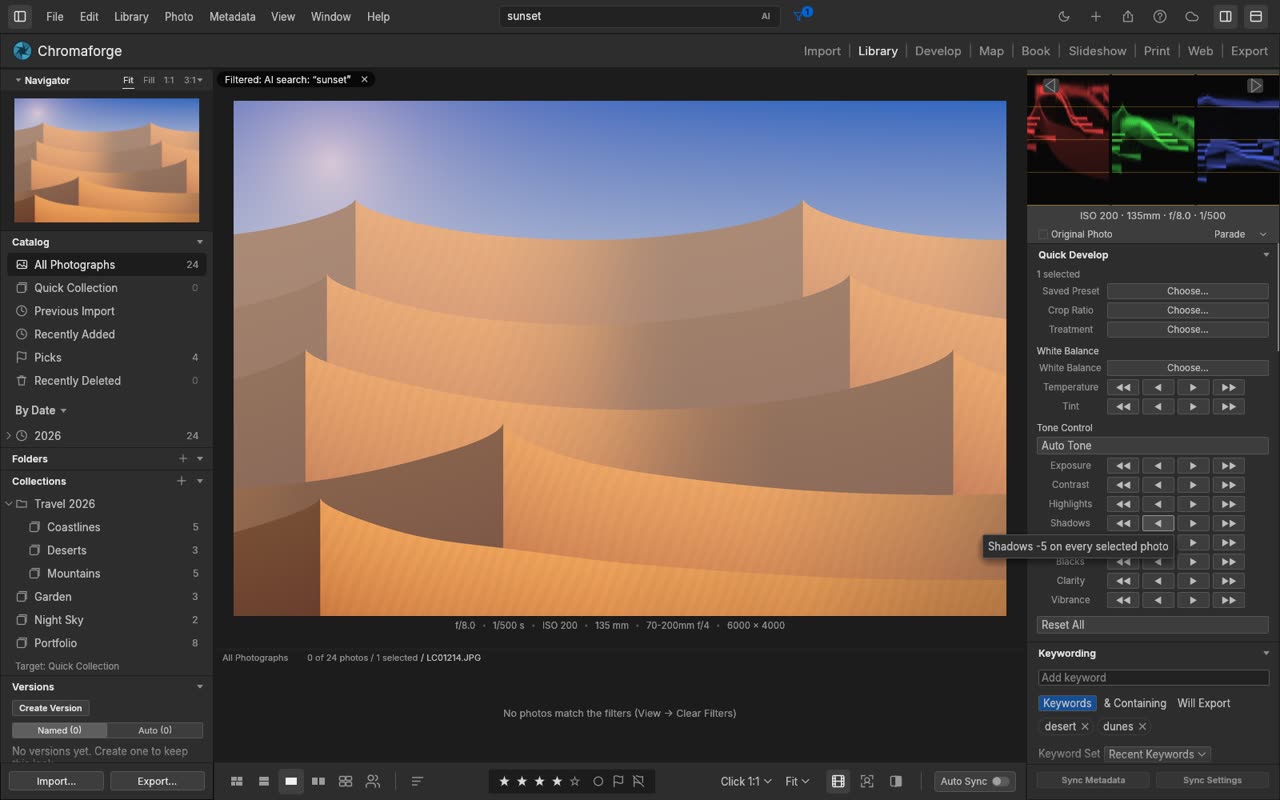 File Edit Library Photo Metadata View Window Help
sunset AI
1
Chromaforge
Import Library Develop Map Book Slideshow Print Web Export
Navigator Fit Fill 1:1 3:1
Filtered: AI search: “sunset” ×
Catalog
All Photographs 24
Quick Collection 0
Previous Import
Recently Added
Picks 4
Recently Deleted 0
By Date
2026 24
Folders
Collections
Travel 2026
Coastlines 5
Deserts 3
Mountains 5
Garden 3
Night Sky 2
Portfolio 8
Target: Quick Collection
Versions
Create Version
Named (0) Auto (0)
No versions yet. Create one to keep
Import... Export...
f/8.0 • 1/500 s • ISO 200 • 135 mm • 70-200mm f/4 • 6000 × 4000
All Photographs 0 of 24 photos / 1 selected / LC01214.JPG
No photos match the filters (View → Clear Filters)
Click 1:1 Fit
Auto Sync
ISO 200 · 135mm · f/8.0 · 1/500
Original Photo Parade
Quick Develop
1 selected
Saved Preset Choose...
Crop Ratio Choose...
Treatment Choose...
White Balance
White Balance Choose...
Temperature
Tint
Tone Control
Auto Tone
Exposure
Contrast
Highlights
Shadows
Shadows -5 on every selected photo
Blacks
Clarity
Vibrance
Reset All
Keywording
Add keyword
Keywords & Containing Will Export
desert × dunes ×
Keyword Set Recent Keywords
Sync Metadata Sync Settings